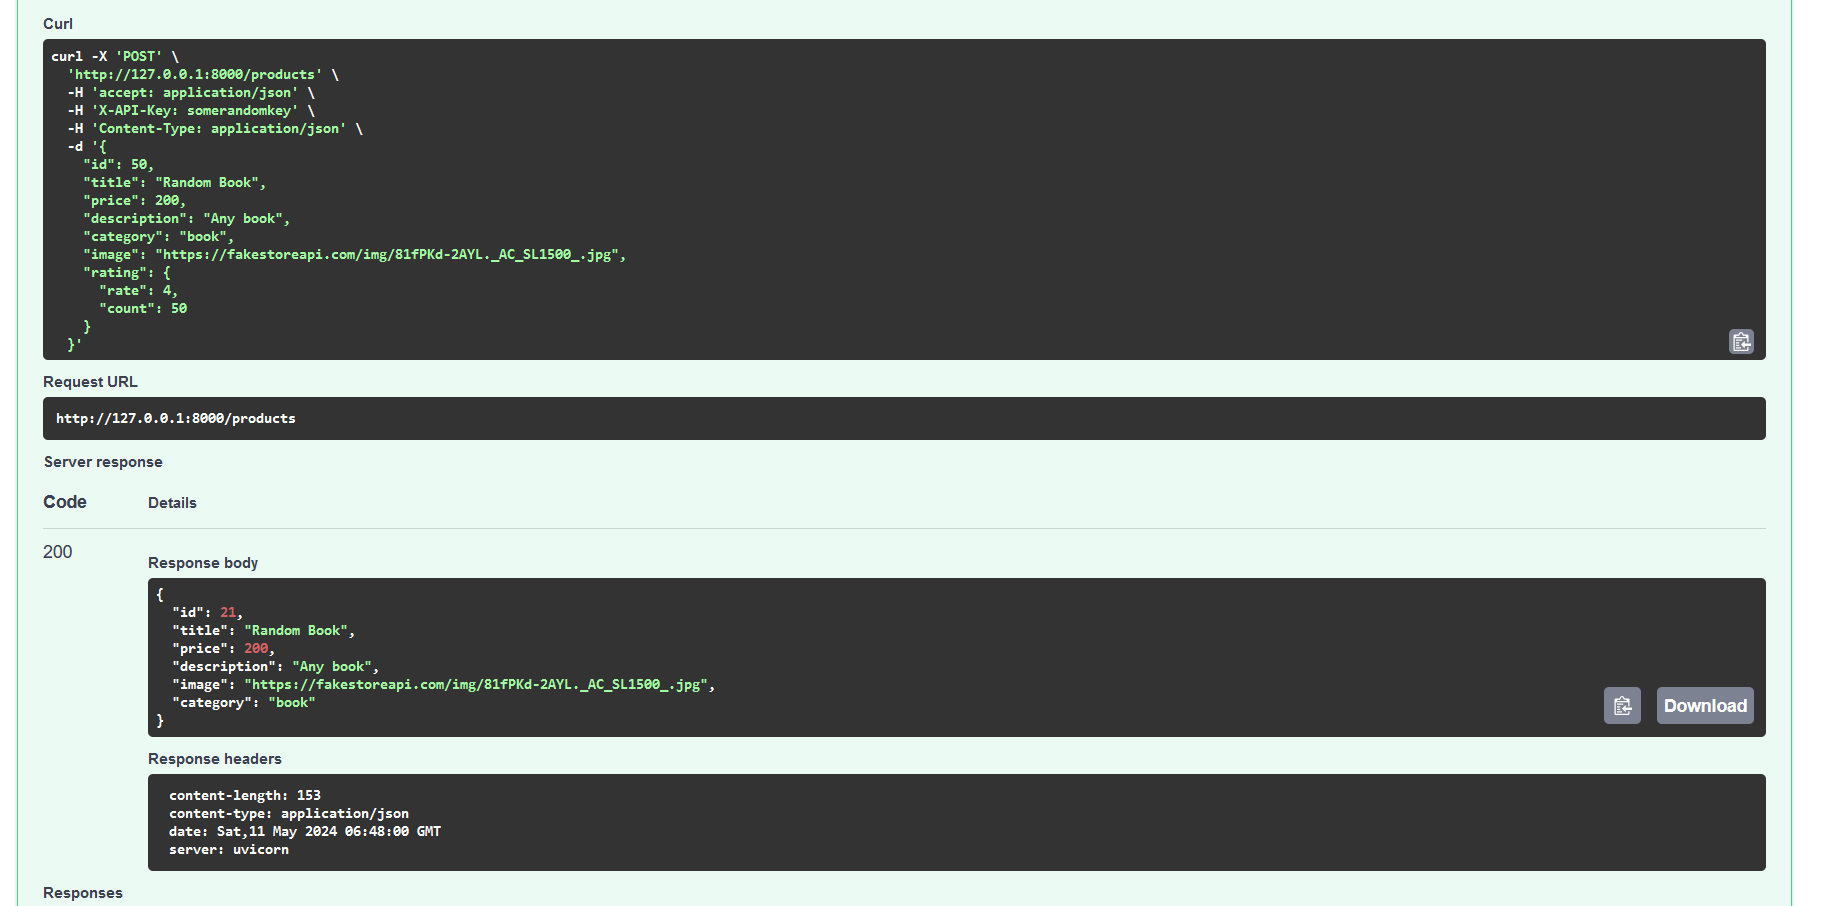 Curl
curl -X 'POST' \
  'http://127.0.0.1:8000/products' \
  -H 'accept: application/json' \
  -H 'X-API-Key: somerandomkey' \
  -H 'Content-Type: application/json' \
  -d '{
    "id": 50,
    "title": "Random Book",
    "price": 200,
    "description": "Any book",
    "category": "book",
    "image": "https://fakestoreapi.com/img/81fPKd-2AYL._AC_SL1500_.jpg",
    "rating": {
      "rate": 4,
      "count": 50
    }
  }'
Request URL
http://127.0.0.1:8000/products
Server response
Code Details
200
Response body
{
  "id": 21,
  "title": "Random Book",
  "price": 200,
  "description": "Any book",
  "image": "https://fakestoreapi.com/img/81fPKd-2AYL._AC_SL1500_.jpg",
  "category": "book"
}
Download
Response headers
content-length: 153
content-type: application/json
date: Sat,11 May 2024 06:48:00 GMT
server: uvicorn
Responses